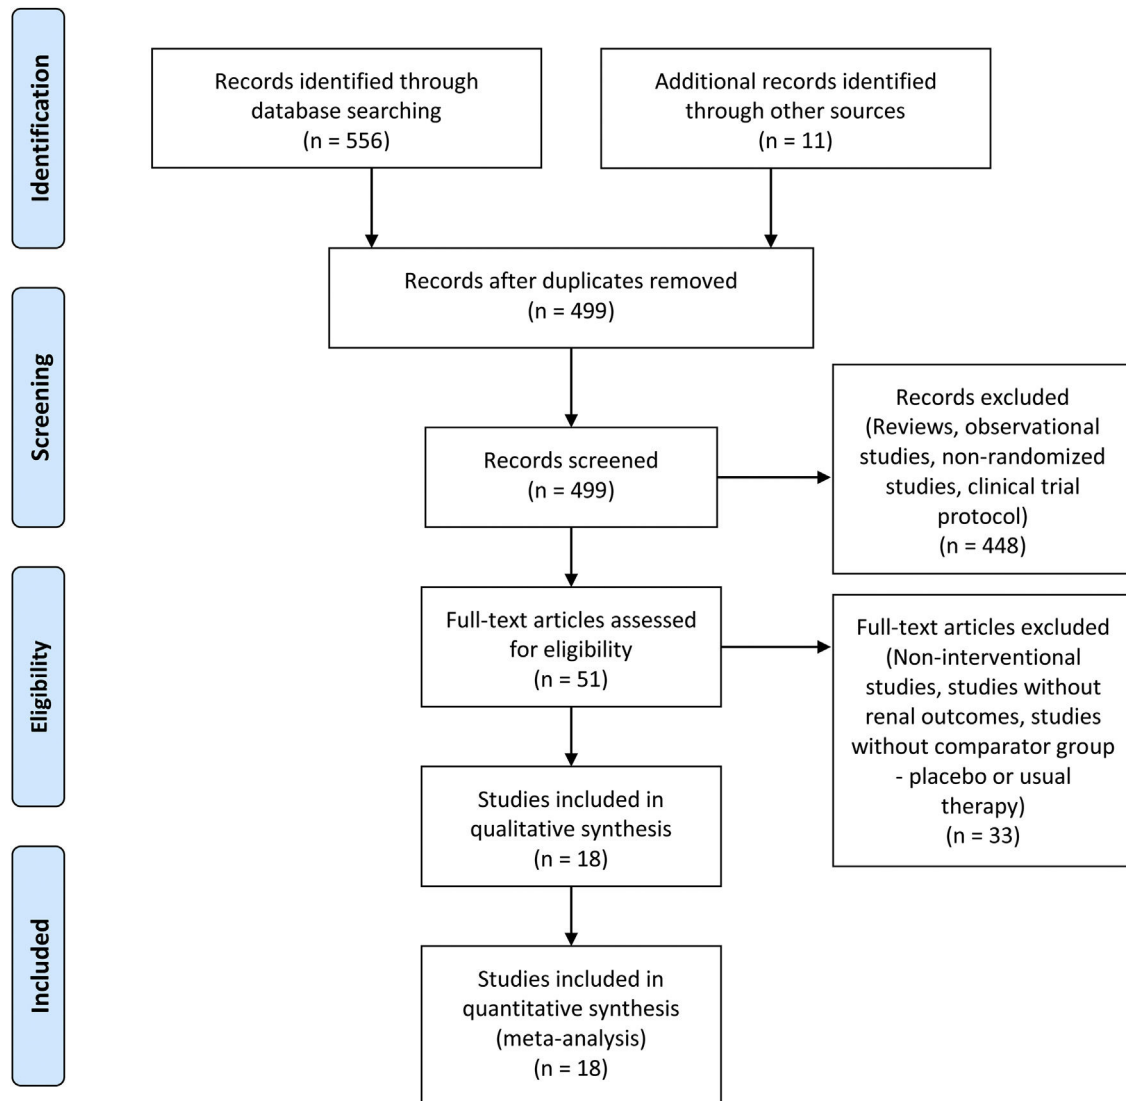 Identification
Records identified through
database searching
(n = 556)
Additional records identified
through other sources
(n = 11)
Records after duplicates removed
(n = 499)
Screening
Records screened
(n = 499)
Records excluded
(Reviews, observational
studies, non-randomized
studies, clinical trial
protocol)
(n = 448)
Eligibility
Full-text articles assessed
for eligibility
(n = 51)
Full-text articles excluded
(Non-interventional
studies, studies without
renal outcomes, studies
without comparator group
- placebo or usual
therapy)
(n = 33)
Studies included in
qualitative synthesis
(n = 18)
Included
Studies included in
quantitative synthesis
(meta-analysis)
(n = 18)